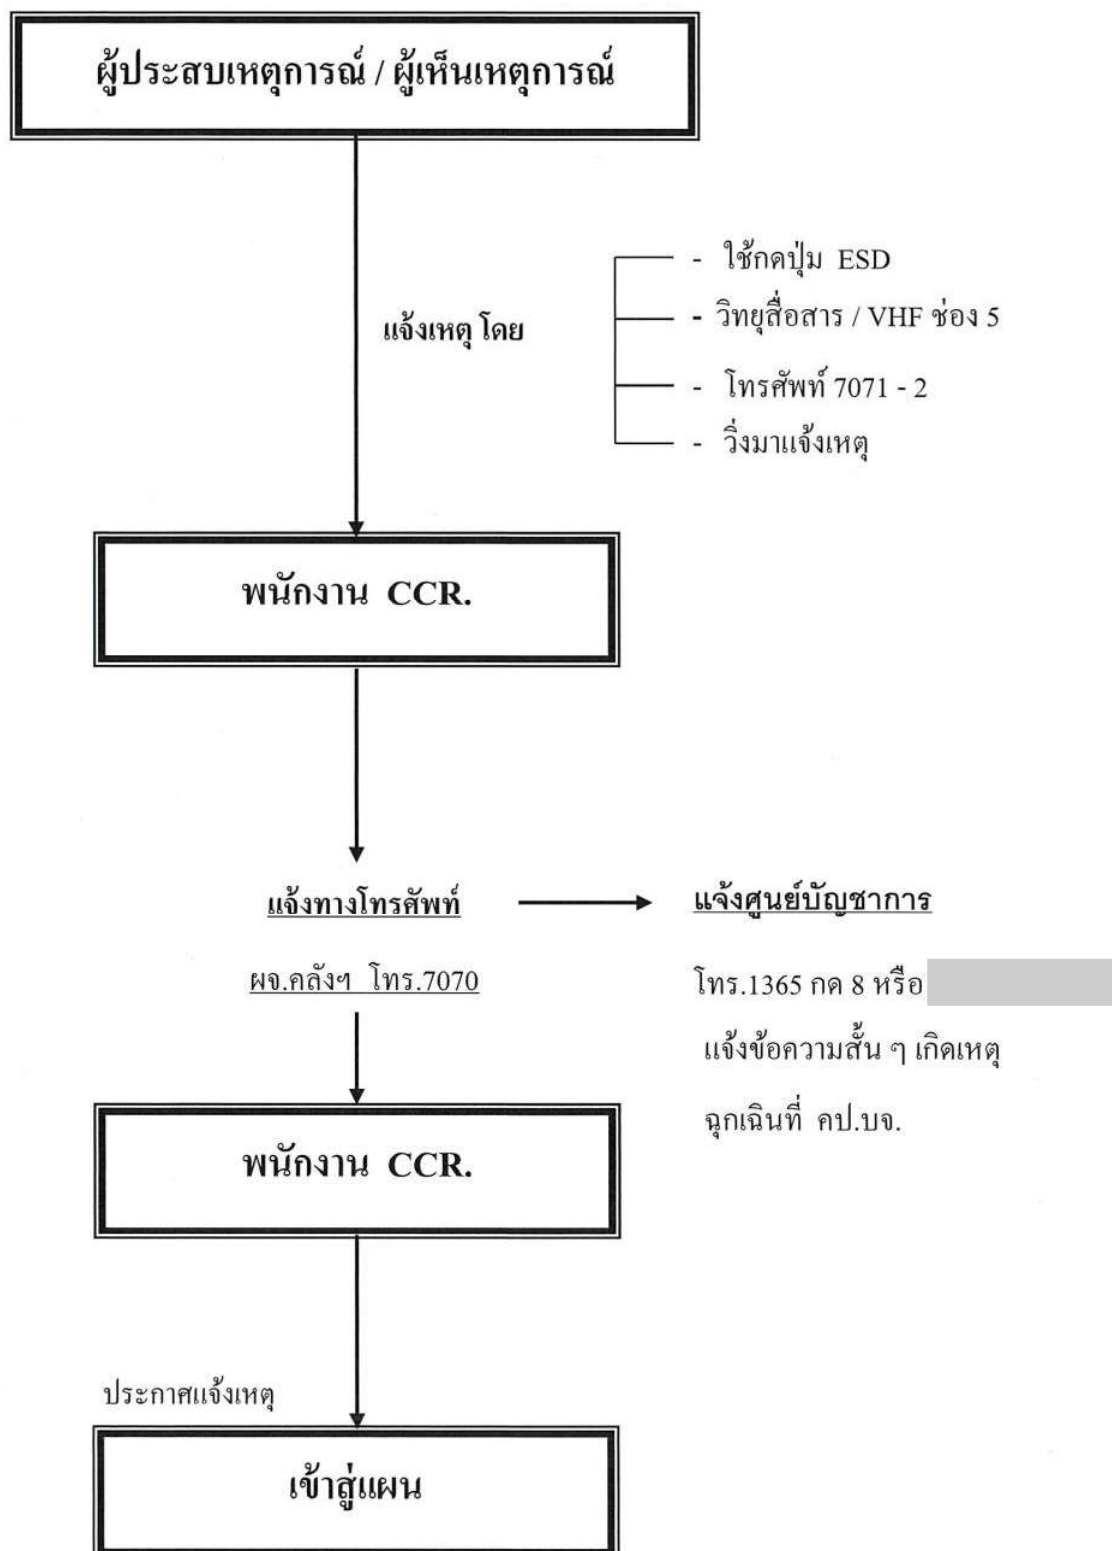 ผู้ประสบเหตุการณ์ / ผู้เห็นเหตุการณ์
แจ้งเหตุ โดย
- ใช้กดปุ่ม ESD
- วิทยุสื่อสาร / VHF ช่อง 5
- โทรศัพท์ 7071 - 2
- วิ่งมาแจ้งเหตุ
พนักงาน CCR.
แจ้งทางโทรศัพท์
ผจ.คลังฯ โทร.7070
แจ้งศูนย์บัญชาการ
โทร.1365 กด 8 หรือ
แจ้งข้อความสั้น ๆ เกิดเหตุ
ฉุกเฉินที่ คป.บจ.
พนักงาน CCR.
ประกาศแจ้งเหตุ
เข้าสู่แผน